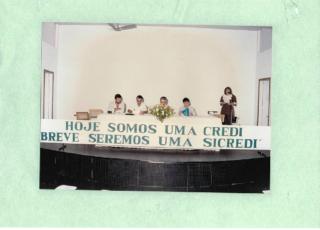 HOJE SOMOS UMA CREDI
BREVE SEREMOS UMA SICREDI